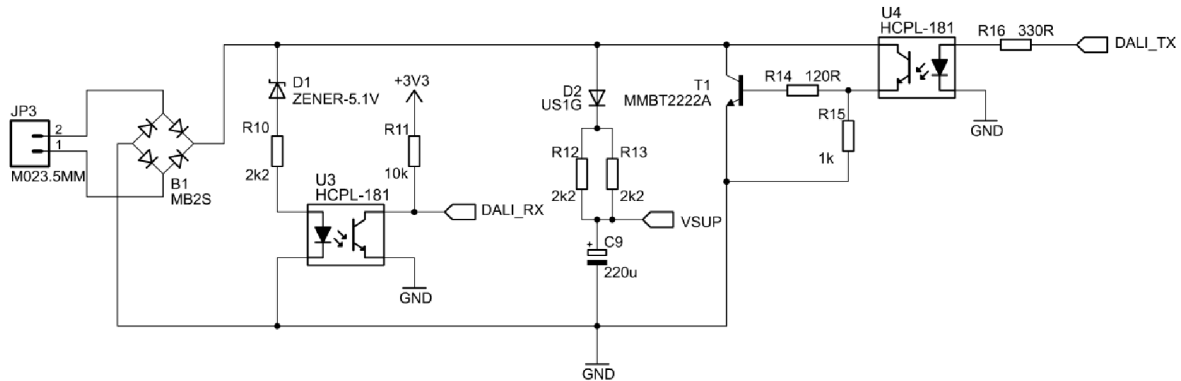 U4
HCPL-181
R16 330R
DALI_TX
D1
ZENER-5.1V
+3V3
D2
US1G
T1
MMBT2222A
R14 120R
JP3
2
1
M023.5MM
R10
2k2
R11
10k
R15
1k
GND
B1
MB2S
U3
HCPL-181
R12
2k2
R13
2k2
DALI_RX
VSUP
+
C9
220u
GND
GND